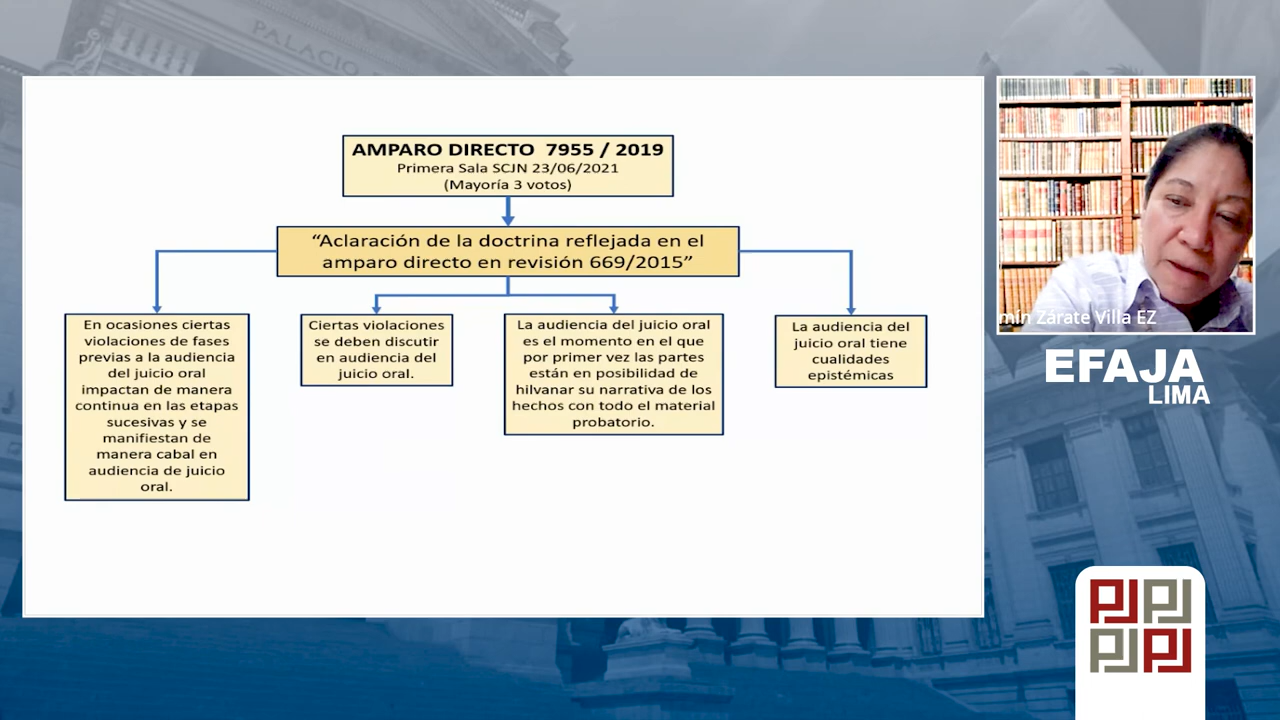 PALACIO
AMPARO DIRECTO 7955 / 2019
Primera Sala SCJN 23/06/2021
(Mayoría 3 votos)
“Aclaración de la doctrina reflejada en el
amparo directo en revisión 669/2015”
En ocasiones ciertas
violaciones de fases
previas a la audiencia
del juicio oral
impactan de manera
continua en las etapas
sucesivas y se
manifiestan de
manera cabal en
audiencia de juicio
oral.
Ciertas violaciones
se deben discutir
en audiencia del
juicio oral.
La audiencia del juicio oral
es el momento en el que
por primer vez las partes
están en posibilidad de
hilvanar su narrativa de los
hechos con todo el material
probatorio.
La audiencia del
juicio oral tiene
cualidades
epistémicas
mín Zárate Villa EZ
EFAJA
LIMA
PJ PJ
PJ PJ